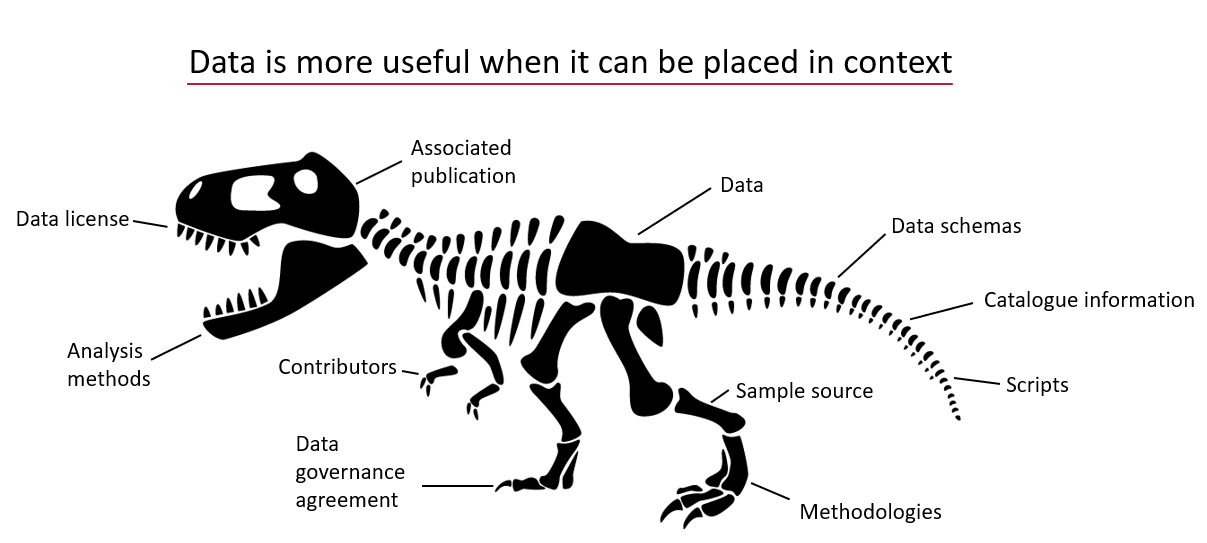 Data is more useful when it can be placed in context
Associated
publication
Data
Data license
Data schemas
Catalogue information
Analysis
methods
Contributors
Scripts
Sample source
Data
governance
agreement
Methodologies